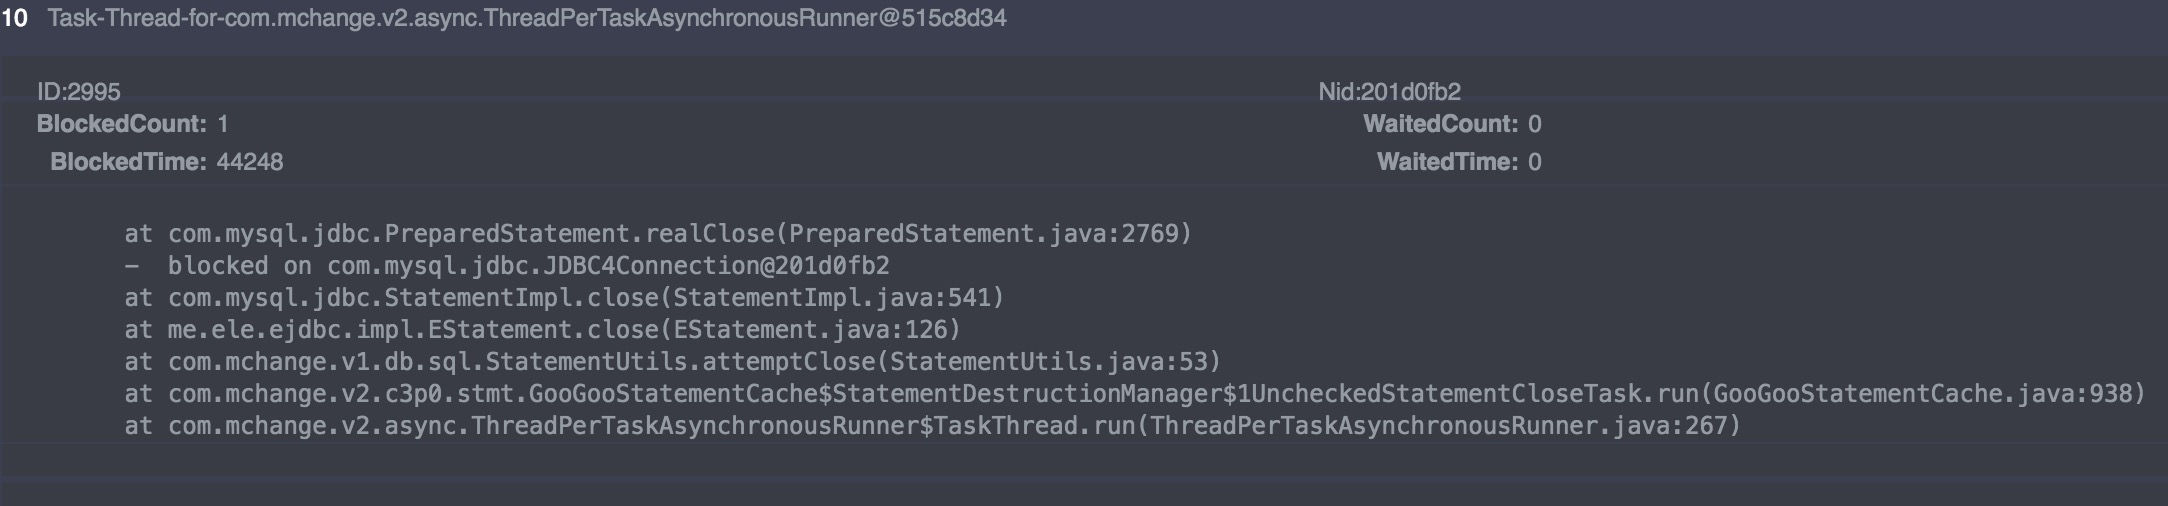 10 Task-Thread-for-com.mchange.v2.async.ThreadPerTaskAsynchronousRunner@515c8d34
ID:2995 Nid:201d0fb2
BlockedCount: 1 WaitedCount: 0
BlockedTime: 44248 WaitedTime: 0
at com.mysql.jdbc.PreparedStatement.realClose(PreparedStatement.java:2769)
– blocked on com.mysql.jdbc.JDBC4Connection@201d0fb2
at com.mysql.jdbc.StatementImpl.close(StatementImpl.java:541)
at me.ele.ejdbc.impl.EStatement.close(EStatement.java:126)
at com.mchange.v1.db.sql.StatementUtils.attemptClose(StatementUtils.java:53)
at com.mchange.v2.c3p0.stmt.GooGooStatementCache$StatementDestructionManager$1UncheckedStatementCloseTask.run(GooGooStatementCache.java:938)
at com.mchange.v2.async.ThreadPerTaskAsynchronousRunner$TaskThread.run(ThreadPerTaskAsynchronousRunner.java:267)